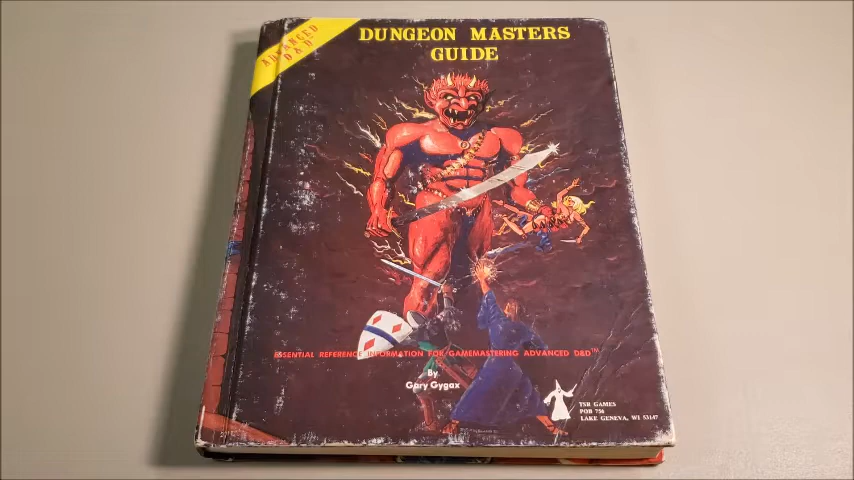 ADVANCED
D&D™
DUNGEON MASTERS
GUIDE
ESSENTIAL REFERENCE INFORMATION FOR GAMEMASTERING ADVANCED D&D™
By
Gary Gygax
TSR GAMES
POB 756
LAKE GENEVA, WI 53147